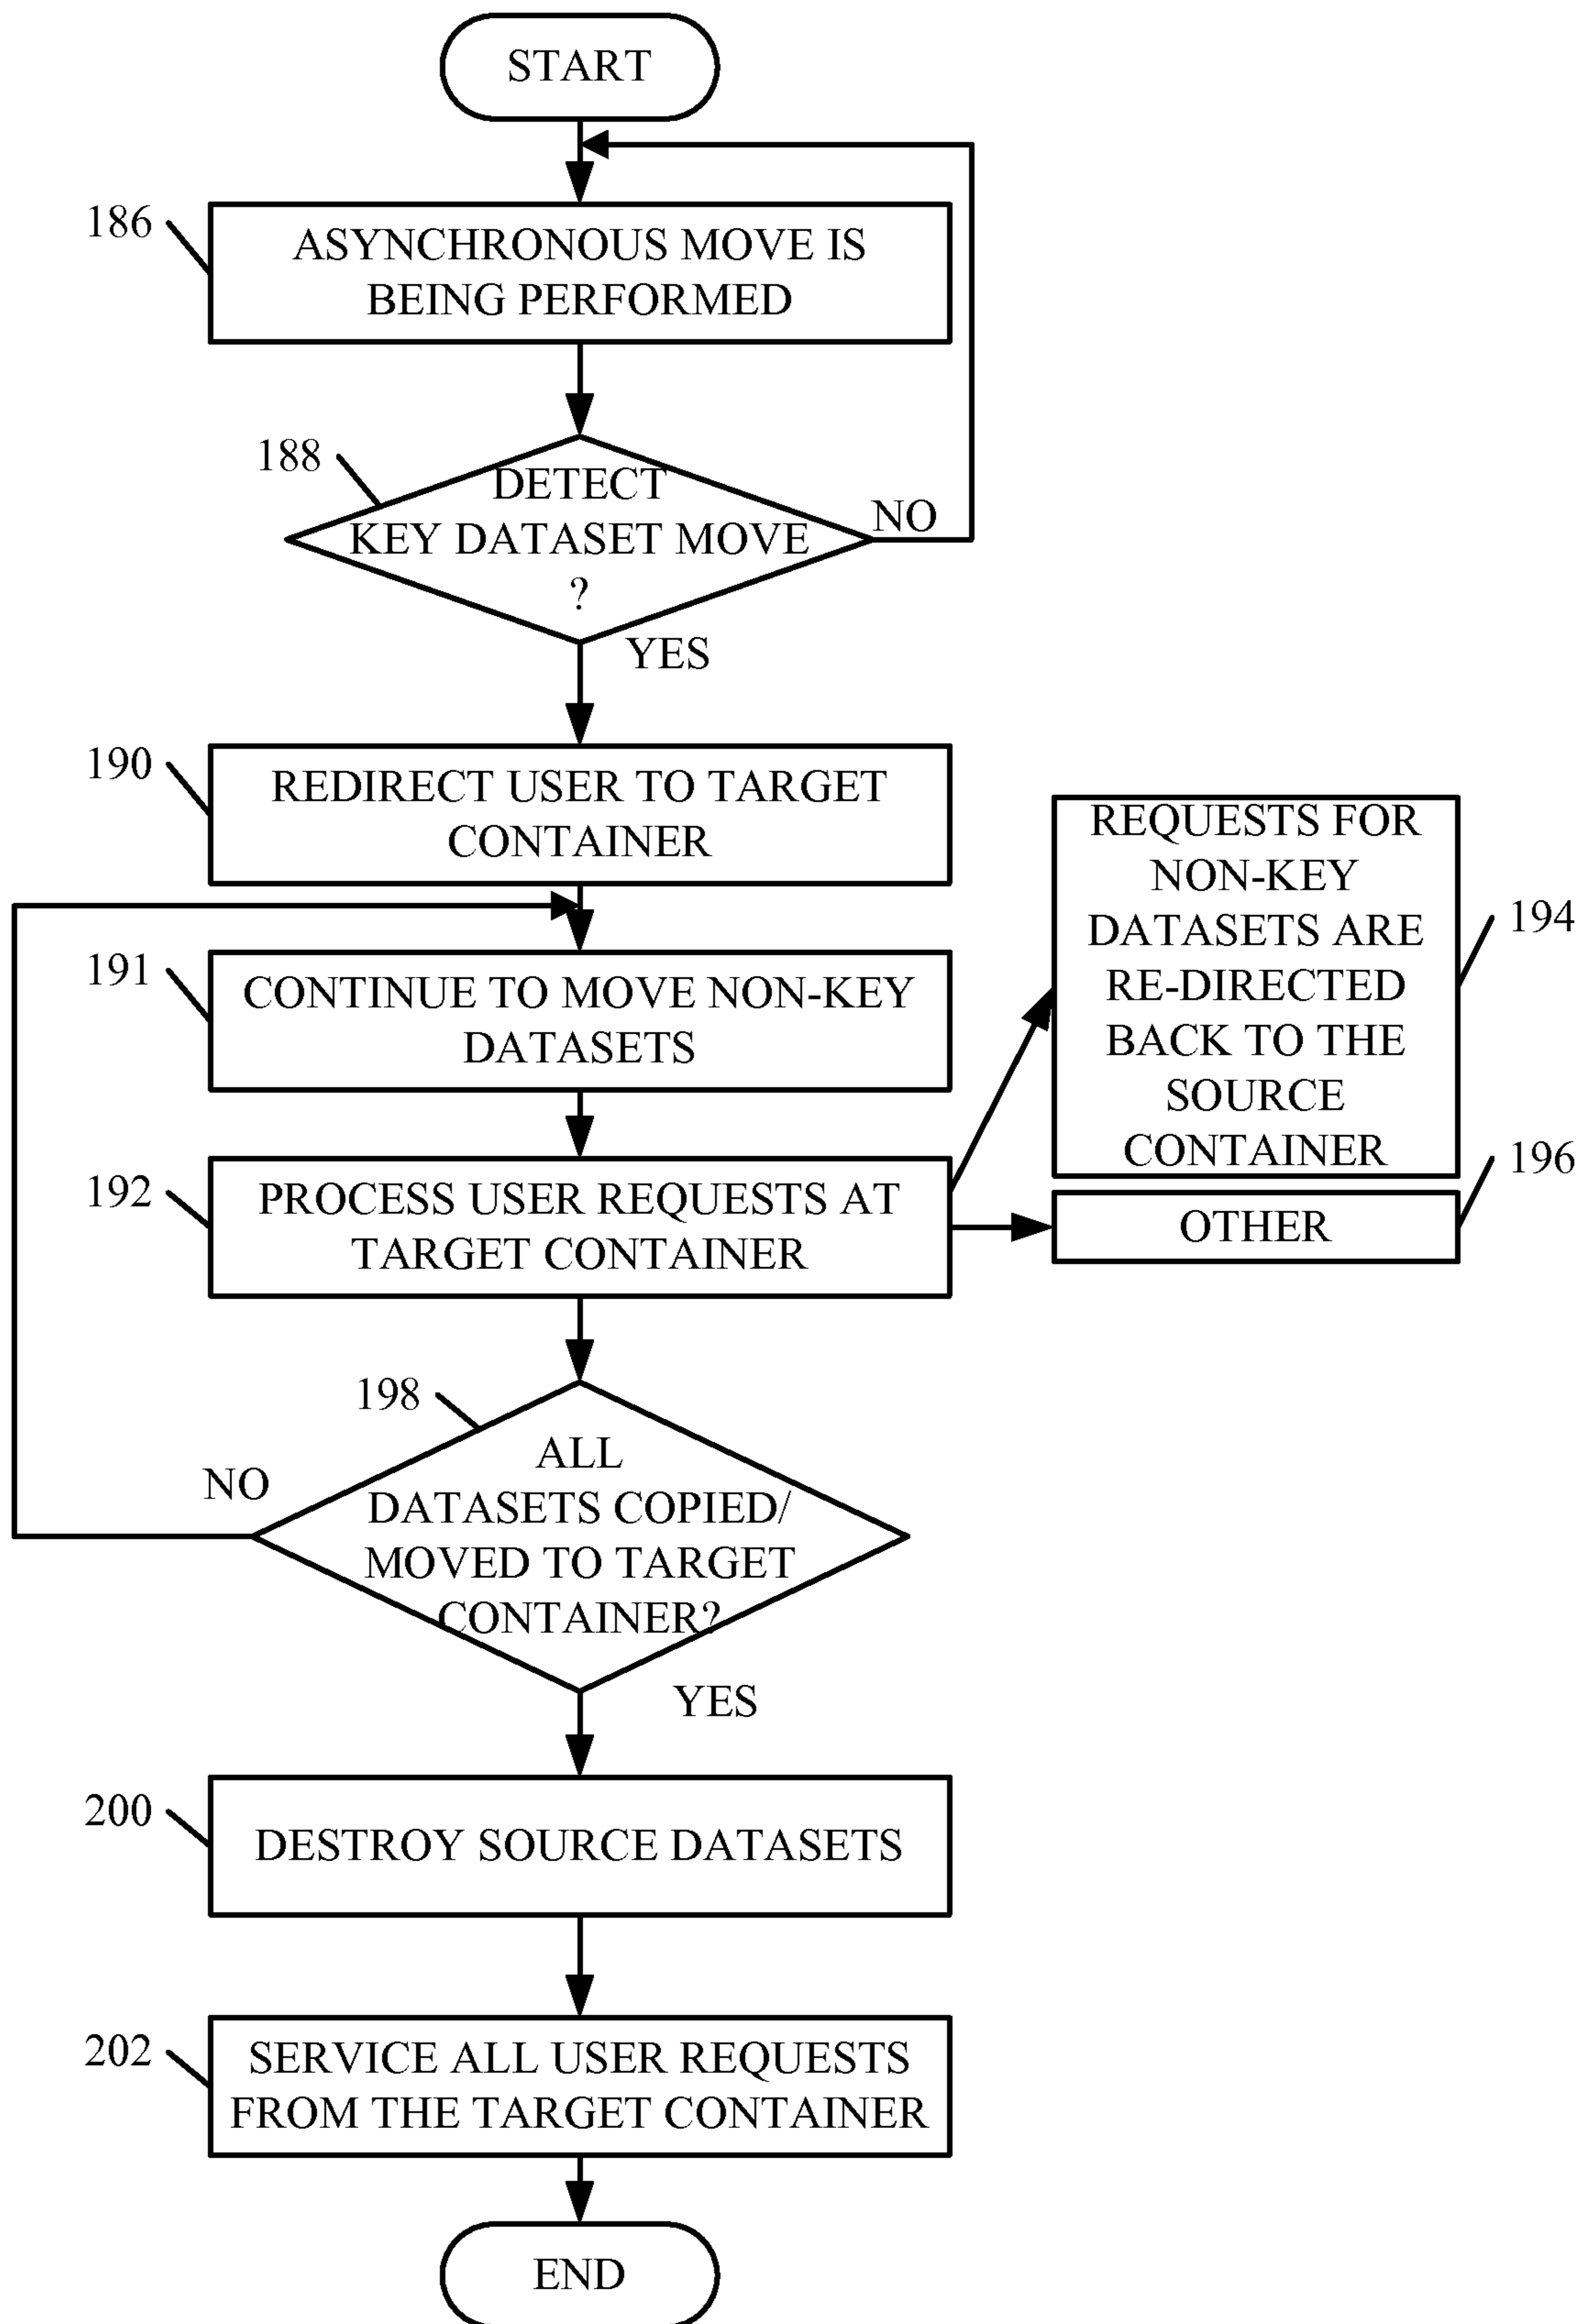 START
186
ASYNCHRONOUS MOVE IS
BEING PERFORMED
188
DETECT
KEY DATASET MOVE
?
NO
YES
190
REDIRECT USER TO TARGET
CONTAINER
191
CONTINUE TO MOVE NON-KEY
DATASETS
192
PROCESS USER REQUESTS AT
TARGET CONTAINER
REQUESTS FOR
NON-KEY
DATASETS ARE
RE-DIRECTED
BACK TO THE
SOURCE
CONTAINER
194
OTHER
196
198
ALL
DATASETS COPIED/
MOVED TO TARGET
CONTAINER?
NO
YES
200
DESTROY SOURCE DATASETS
202
SERVICE ALL USER REQUESTS
FROM THE TARGET CONTAINER
END